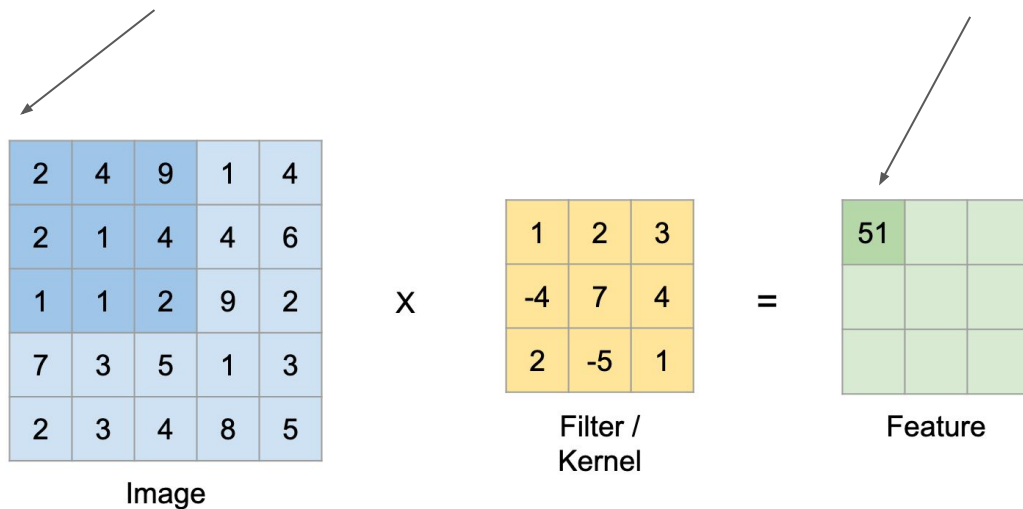 2 4 9 1 4
2 1 4 4 6
1 1 2 9 2
7 3 5 1 3
2 3 4 8 5
Image
X
1 2 3
-4 7 4
2 -5 1
Filter /
Kernel
=
51
Feature